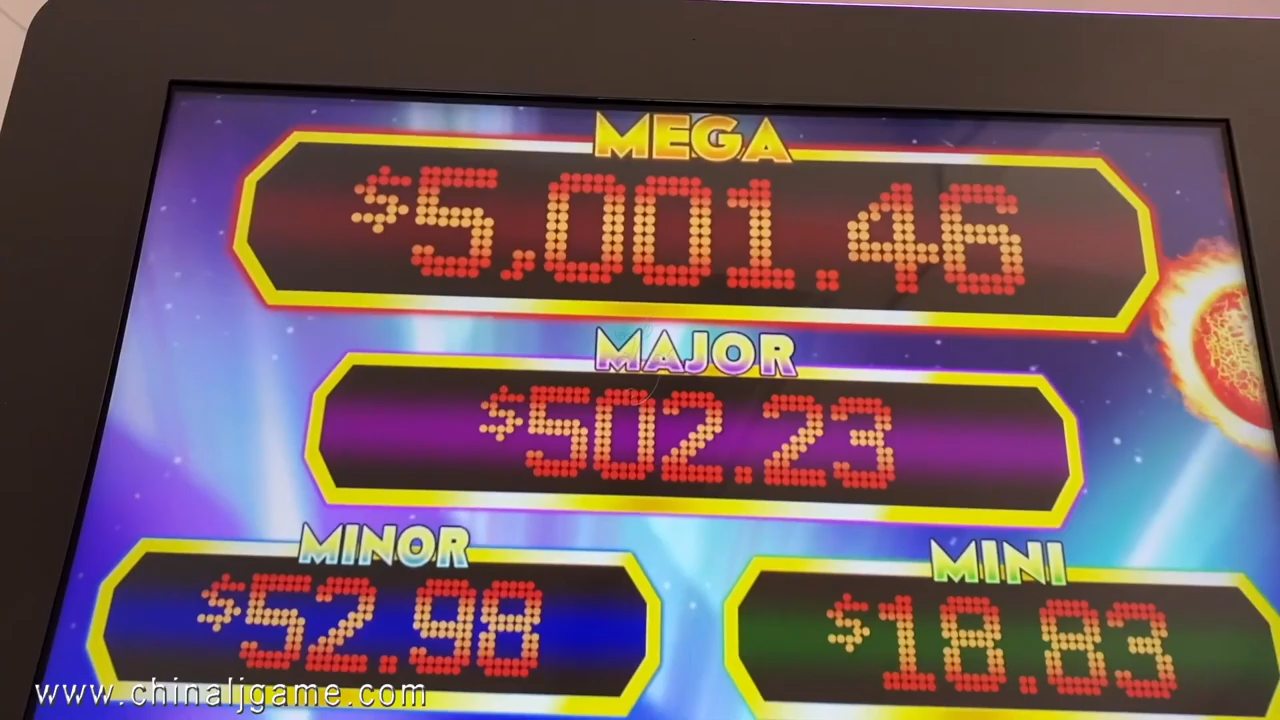 MEGA
$5,001.46
MAJOR
$502.23
MINOR
$52.98
MINI
$18.83
www.chinaljgame.com